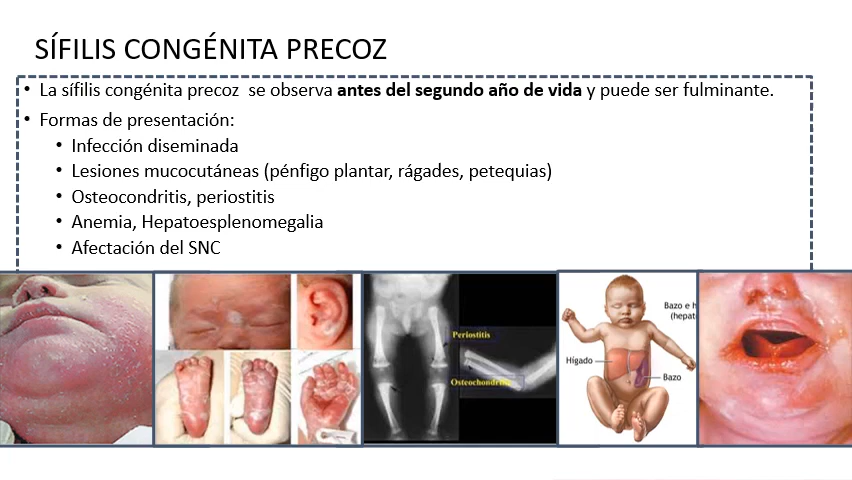 SÍFILIS CONGÉNITA PRECOZ
• La sífilis congénita precoz se observa antes del segundo año de vida y puede ser fulminante.
• Formas de presentación:
• Infección diseminada
• Lesiones mucocutáneas (pénfigo plantar, rágades, petequias)
• Osteocondritis, periostitis
• Anemia, Hepatoesplenomegalia
• Afectación del SNC
Periostitis
Osteochondritis
Bazo e h
(hepat
Hígado
Bazo